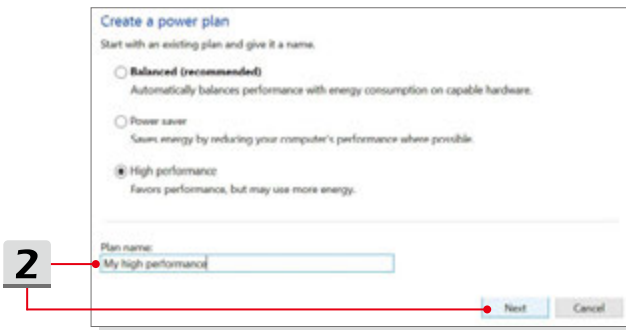 Create a power plan
Start with an existing plan and give it a name.
Balanced (recommended)
Automatically balances performance with energy consumption on capable hardware.
Power saver
Saves energy by reducing your computer's performance where possible.
High performance
Favors performance, but may use more energy.
Plan name:
My high performance
2
Next Cancel